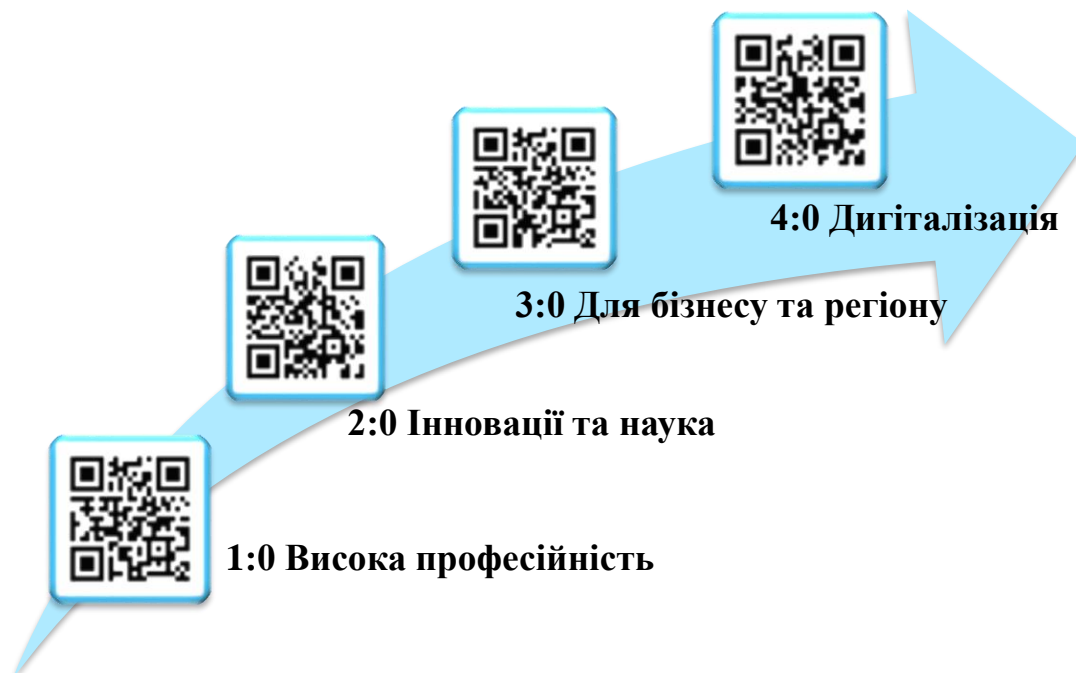 4:0 Дигіталізація
3:0 Для бізнесу та регіону
2:0 Інновації та наука
1:0 Висока професійність